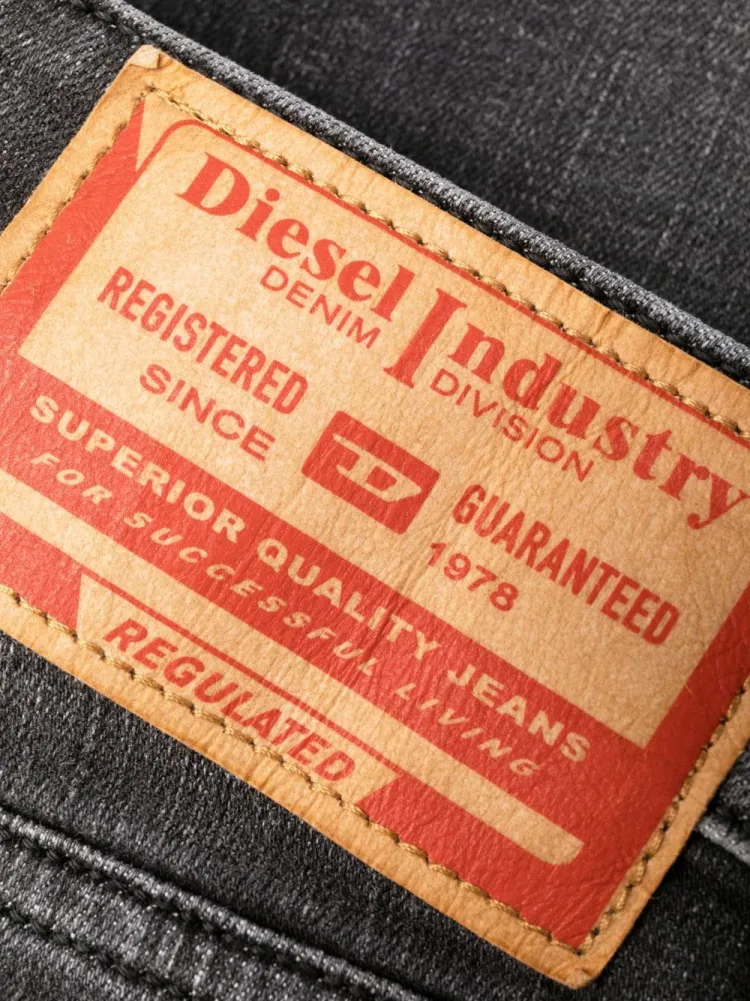 Diesel Industry
DENIM DIVISION
REGISTERED GUARANTEED
SINCE D 1978
SUPERIOR QUALITY JEANS
FOR SUCCESSFUL LIVING
REGULATED